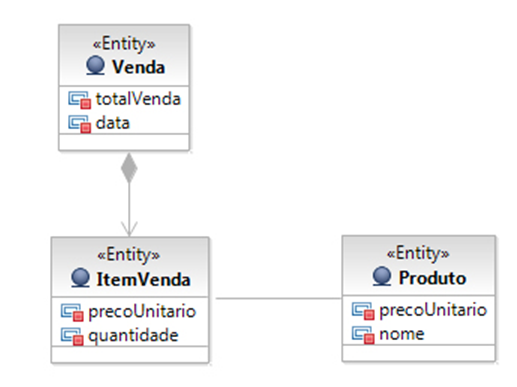 «Entity»
Venda
totalVenda
data
«Entity»
ItemVenda
precoUnitario
quantidade
«Entity»
Produto
precoUnitario
nome